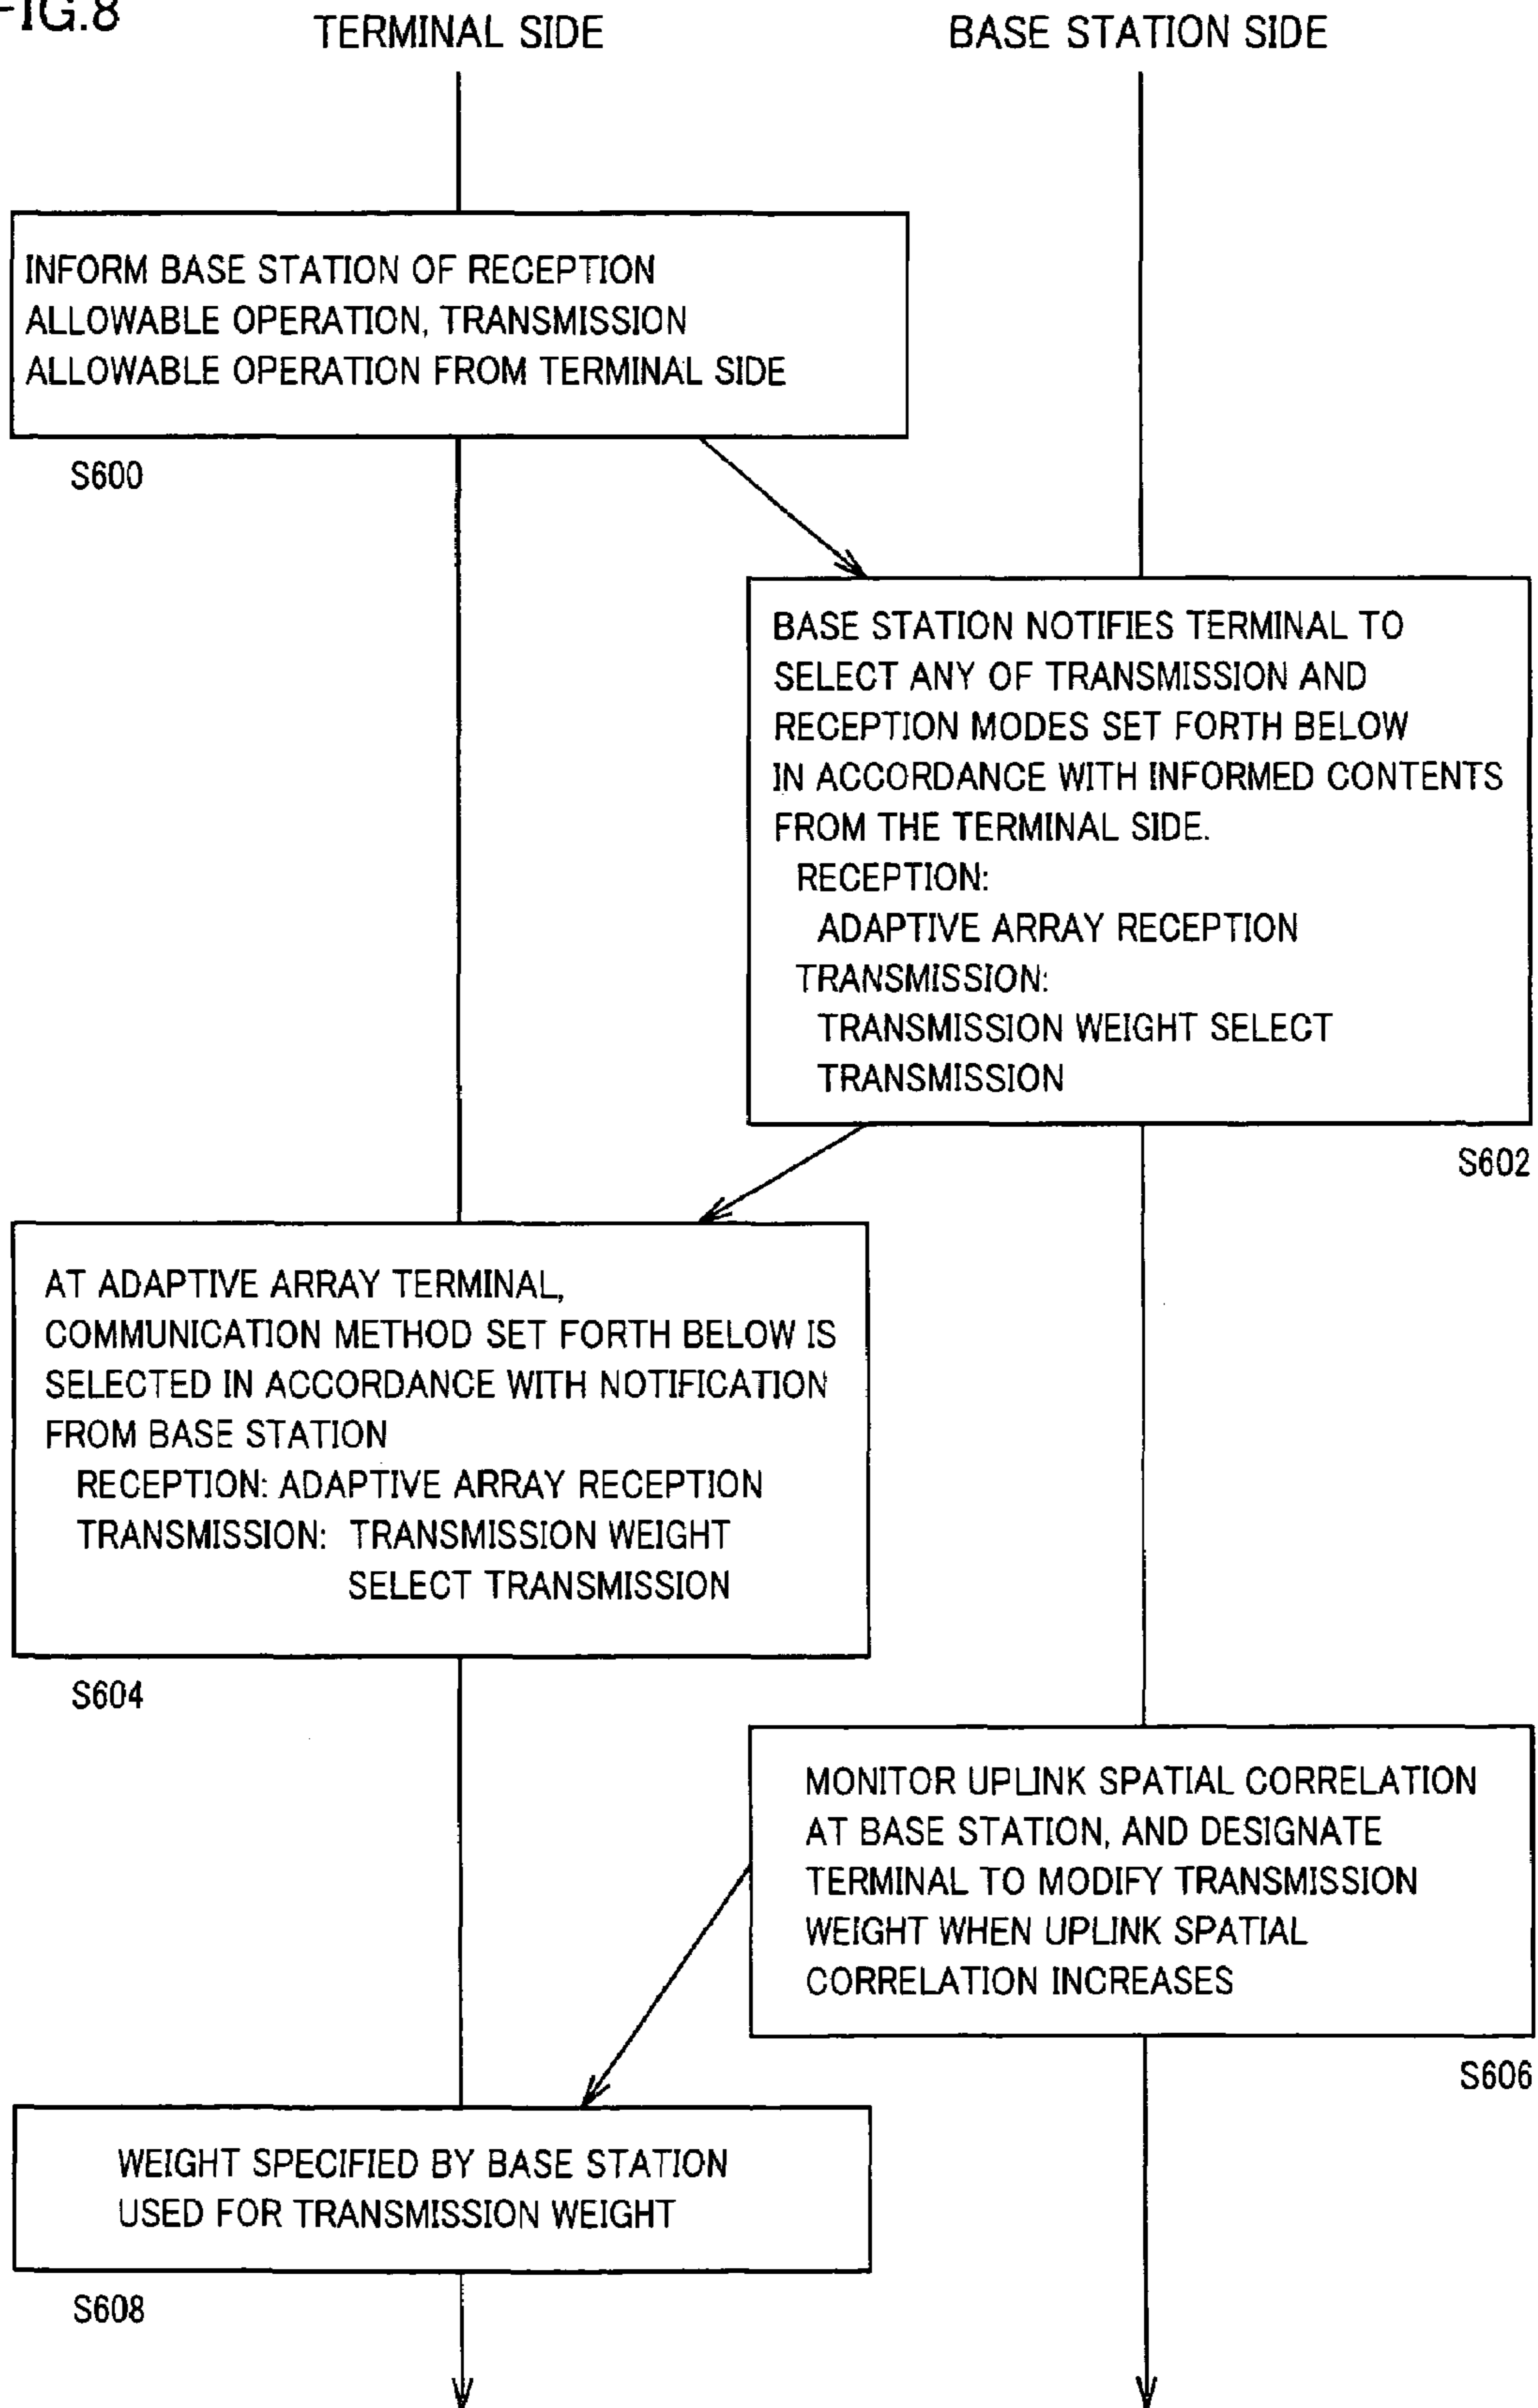 FIG.8
TERMINAL SIDE
BASE STATION SIDE
INFORM BASE STATION OF RECEPTION
ALLOWABLE OPERATION, TRANSMISSION
ALLOWABLE OPERATION FROM TERMINAL SIDE
S600
BASE STATION NOTIFIES TERMINAL TO
SELECT ANY OF TRANSMISSION AND
RECEPTION MODES SET FORTH BELOW
IN ACCORDANCE WITH INFORMED CONTENTS
FROM THE TERMINAL SIDE.
RECEPTION:
ADAPTIVE ARRAY RECEPTION
TRANSMISSION:
TRANSMISSION WEIGHT SELECT
TRANSMISSION
S602
AT ADAPTIVE ARRAY TERMINAL,
COMMUNICATION METHOD SET FORTH BELOW IS
SELECTED IN ACCORDANCE WITH NOTIFICATION
FROM BASE STATION
RECEPTION: ADAPTIVE ARRAY RECEPTION
TRANSMISSION: TRANSMISSION WEIGHT
SELECT TRANSMISSION
S604
MONITOR UPLINK SPATIAL CORRELATION
AT BASE STATION, AND DESIGNATE
TERMINAL TO MODIFY TRANSMISSION
WEIGHT WHEN UPLINK SPATIAL
CORRELATION INCREASES
S606
WEIGHT SPECIFIED BY BASE STATION
USED FOR TRANSMISSION WEIGHT
S608